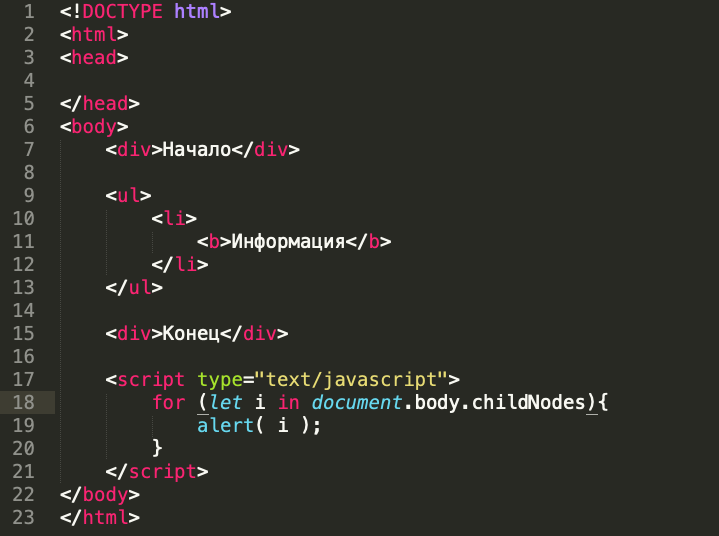 1 <!DOCTYPE html>
2 <html>
3 <head>
4
5 </head>
6 <body>
7     <div>Начало</div>
8
9     <ul>
10         <li>
11             <b>Информация</b>
12         </li>
13     </ul>
14
15     <div>Конец</div>
16
17     <script type="text/javascript">
18         for (let i in document.body.childNodes){
19             alert( i );
20         }
21     </script>
22 </body>
23 </html>